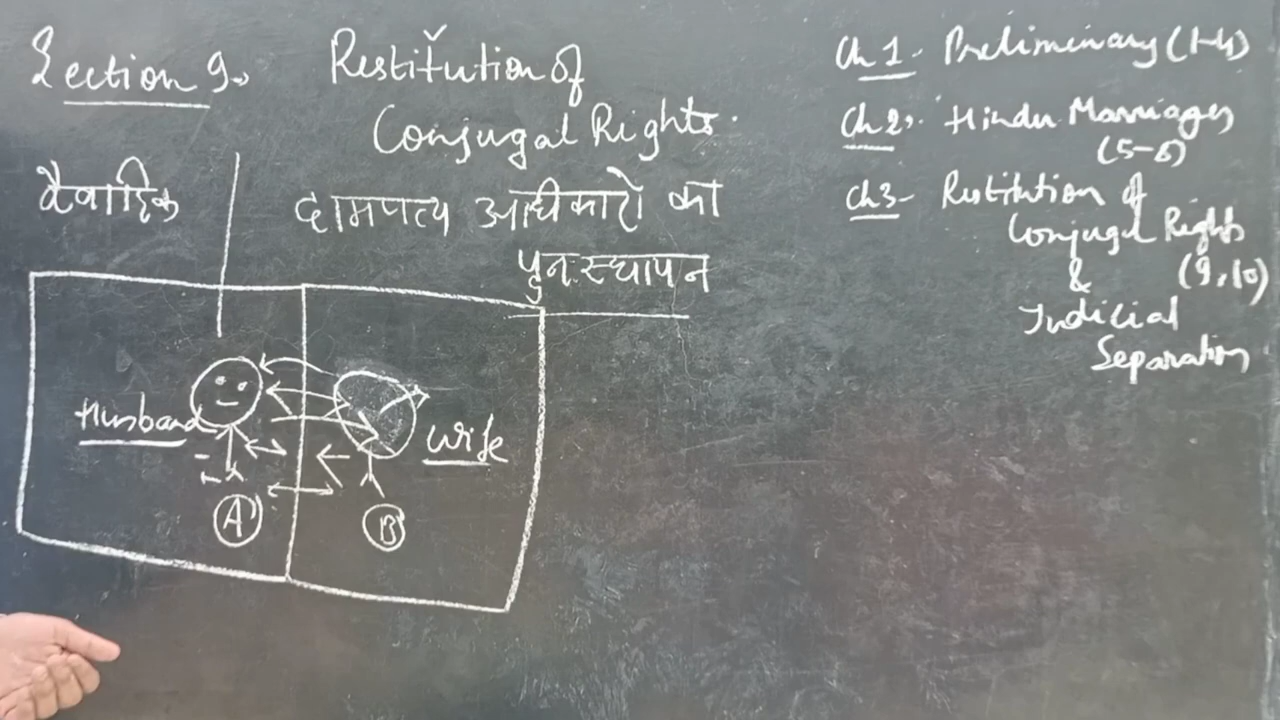 Section 9.
Restitution of
Conjugal Rights.
वैवाहिक
दामपत्य अधिकारों का
पुनःस्थापन
Husband
Wife
A
B
Ch 1- Preliminary (1-4)
Ch 2. Hindu Marriages
(5-8)
Ch 3- Restitution of
Conjugal Rights
& (9,10)
Judicial
Separation